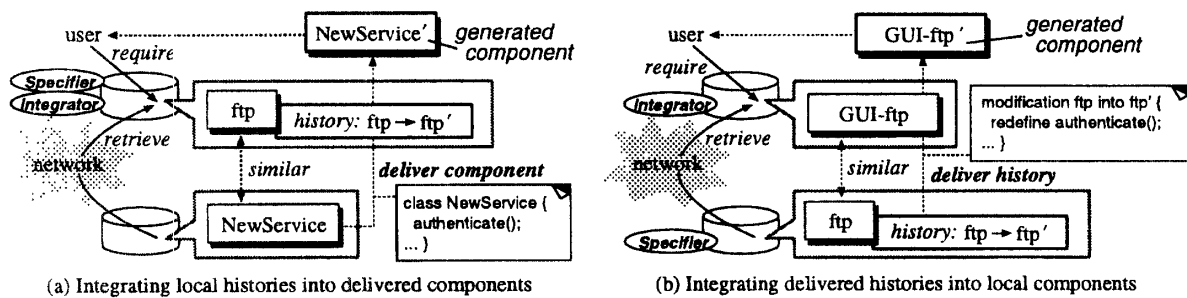 user
require
NewService′
generated
component
Specifier
Integrator
ftp
history: ftp → ftp′
retrieve
network
similar
deliver component
NewService
class NewService {
authenticate();
... }
(a) Integrating local histories into delivered components
user
require
GUI-ftp′
generated
component
Integrator
GUI-ftp
modification ftp into ftp′ {
redefine authenticate();
... }
retrieve
network
similar
deliver history
ftp
history: ftp → ftp′
Specifier
(b) Integrating delivered histories into local components